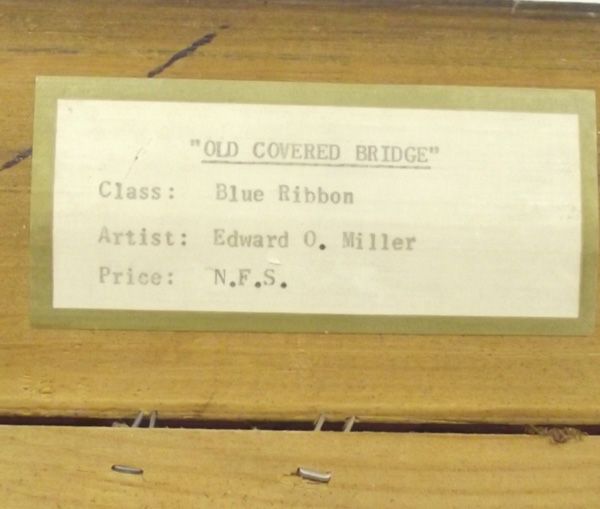 "OLD COVERED BRIDGE"
Class: Blue Ribbon
Artist: Edward O. Miller
Price: N.F.S.